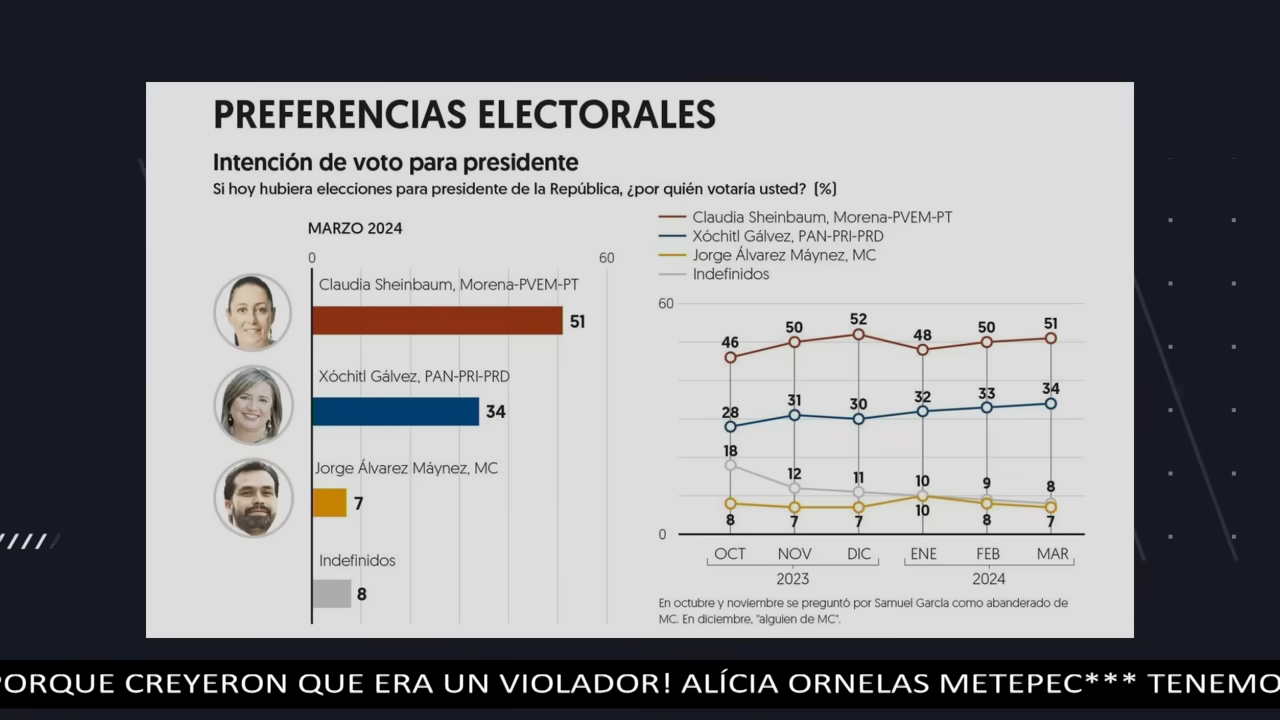 PREFERENCIAS ELECTORALES
Intención de voto para presidente
Si hoy hubiera elecciones para presidente de la República, ¿por quién votaría usted? (%)
MARZO 2024
0 60
Claudia Sheinbaum, Morena-PVEM-PT
51
Xóchitl Gálvez, PAN-PRI-PRD
34
Jorge Álvarez Máynez, MC
7
Indefinidos
8
Claudia Sheinbaum, Morena-PVEM-PT
Xóchitl Gálvez, PAN-PRI-PRD
Jorge Álvarez Máynez, MC
Indefinidos
60
46 50 52 48 50 51
28 31 30 32 33 34
18 12 11 10 9 8
8 7 7 10 8 7
0
OCT NOV DIC ENE FEB MAR
2023 2024
En octubre y noviembre se preguntó por Samuel García como abanderado de
MC. En diciembre, "alguien de MC".
PORQUE CREYERON QUE ERA UN VIOLADOR! ALÍCIA ORNELAS METEPEC*** TENEMO